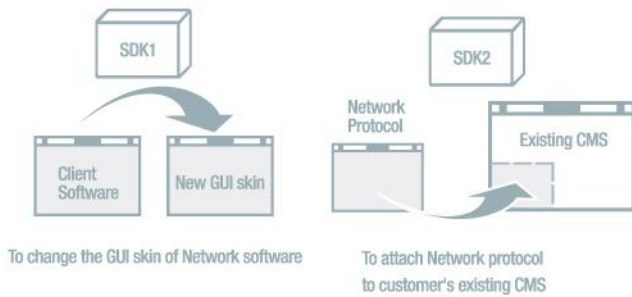 SDK1
Client
Software
New GUI skin
To change the GUI skin of Network software
SDK2
Network
Protocol
Existing CMS
To attach Network protocol
to customer's existing CMS